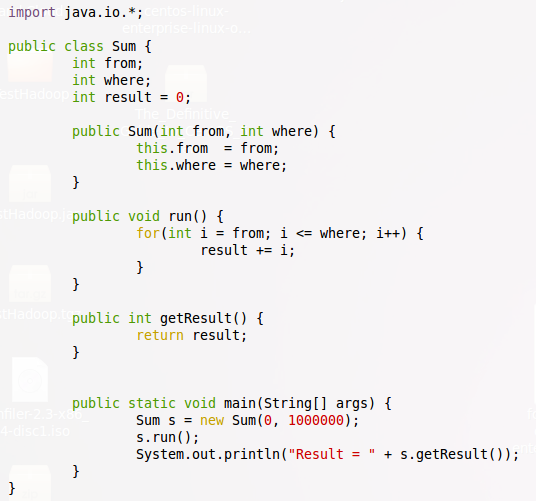 import java.io.*;
public class Sum {
int from;
int where;
int result = 0;
public Sum(int from, int where) {
this.from  = from;
this.where = where;
}
public void run() {
for(int i = from; i <= where; i++) {
result += i;
}
}
public int getResult() {
return result;
}
public static void main(String[] args) {
Sum s = new Sum(0, 1000000);
s.run();
System.out.println("Result = " + s.getResult());
}
}